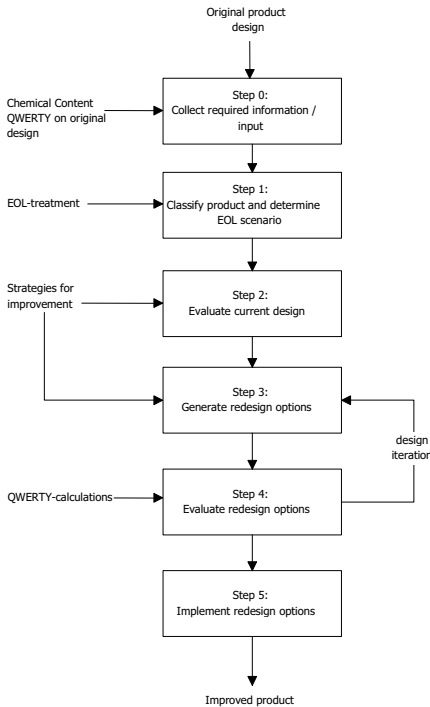 Original product
design
Step 0:
Collect required information /
input
Chemical Content
QWERTY on original
design
Step 1:
Classify product and determine
EOL scenario
EOL-treatment
Step 2:
Evaluate current design
Strategies for
improvement
Step 3:
Generate redesign options
design
iteration
Step 4:
Evaluate redesign options
QWERTY-calculations
Step 5:
Implement redesign options
Improved product